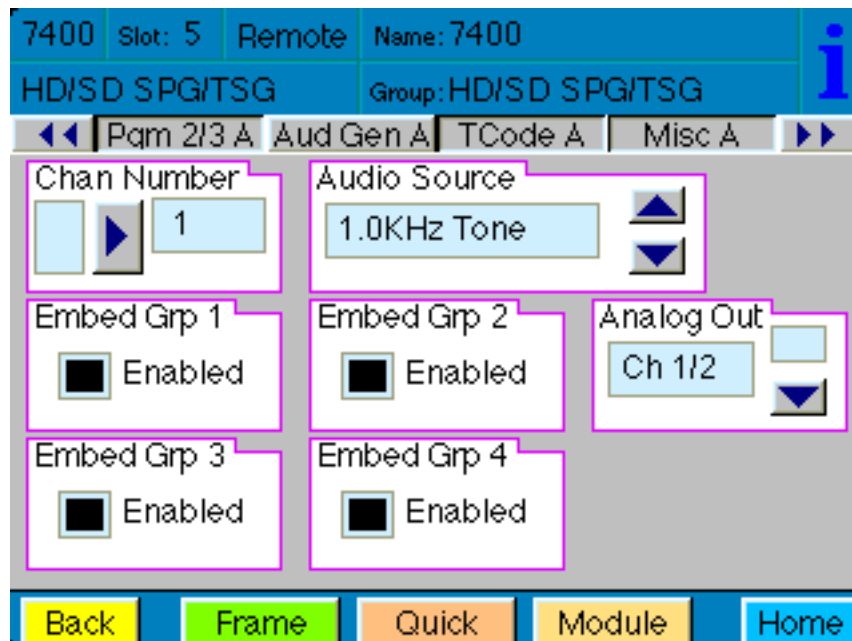 7400 Slot: 5 Remote Name: 7400
HD/SD SPG/TSG Group: HD/SD SPG/TSG
i
Pgm 2/3 A Aud Gen A TCode A Misc A
Chan Number Audio Source
1 1.0KHz Tone
Embed Grp 1 Embed Grp 2 Analog Out
Enabled Enabled Ch 1/2
Embed Grp 3 Embed Grp 4
Enabled Enabled
Back Frame Quick Module Home